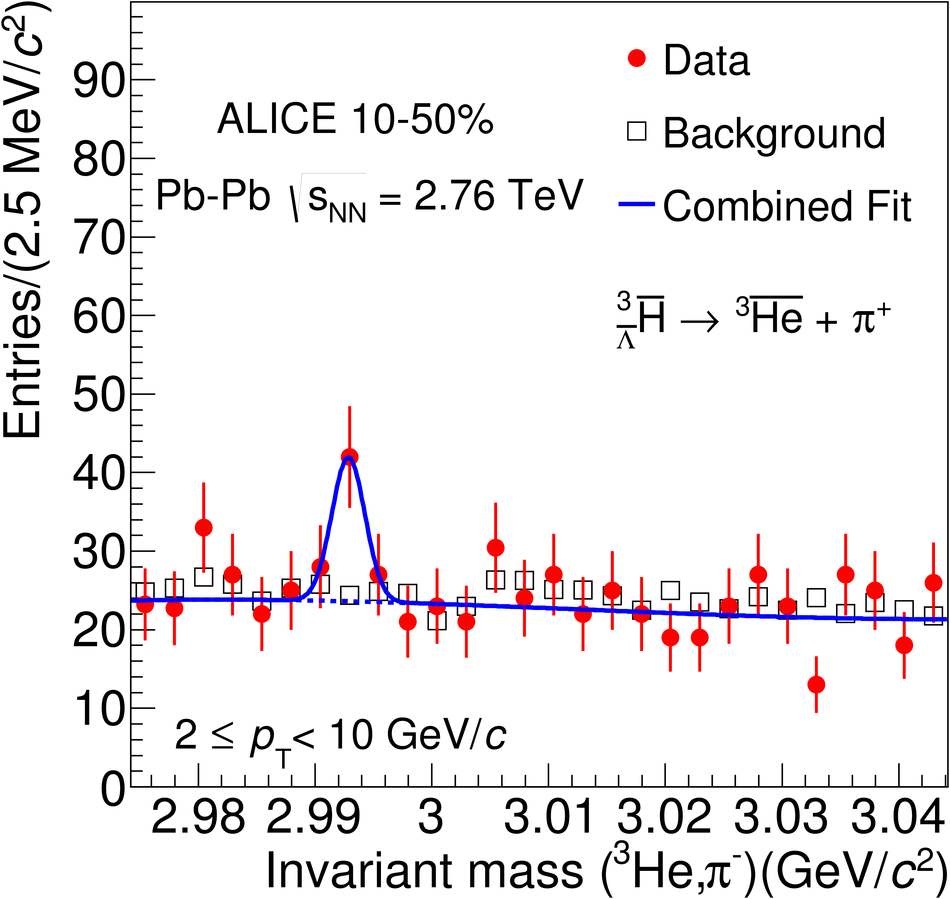 Entries/(2.5 MeV/c²)
90
80
70
60
50
40
30
20
10
0
ALICE 10-50%
Pb-Pb √sNN = 2.76 TeV
Data
Background
Combined Fit
³_Λ̅H̅ → ³H̅e̅ + π⁺
2 ≤ pT< 10 GeV/c
2.98 2.99 3 3.01 3.02 3.03 3.04
Invariant mass (³He,π⁻)(GeV/c²)